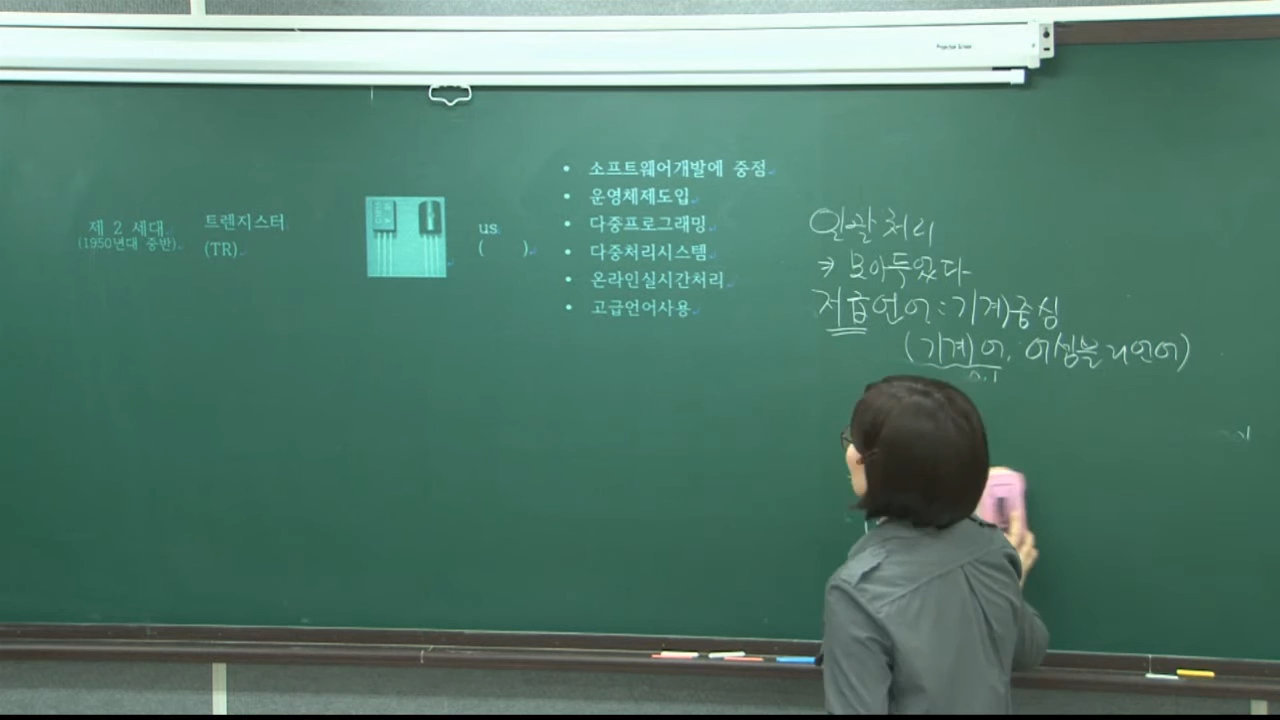 제 2 세대
(1950년대 중반)
트렌지스터
(TR)
us
(     )
• 소프트웨어개발에 중점
• 운영체제도입
• 다중프로그래밍
• 다중처리시스템
• 온라인실시간처리
• 고급언어사용
일괄처리
모아두었다
저급언어:기계중심
(기계어, 어셈블리언어)
0.1